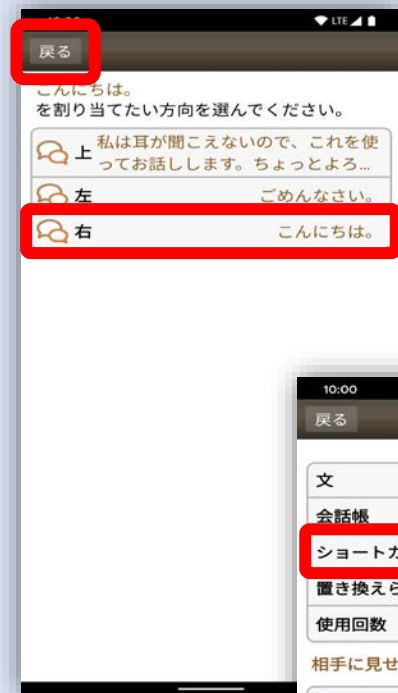 LTE
戻る
こんにちは。
を割り当てたい方向を選んでください。
上 私は耳が聞こえないので、これを使
ってお話しします。ちょっとよろ...
左 ごめんなさい。
右 こんにちは。
10:00
戻る
文
会話帳
ショート
置き換え
使用回数
相手に見せ